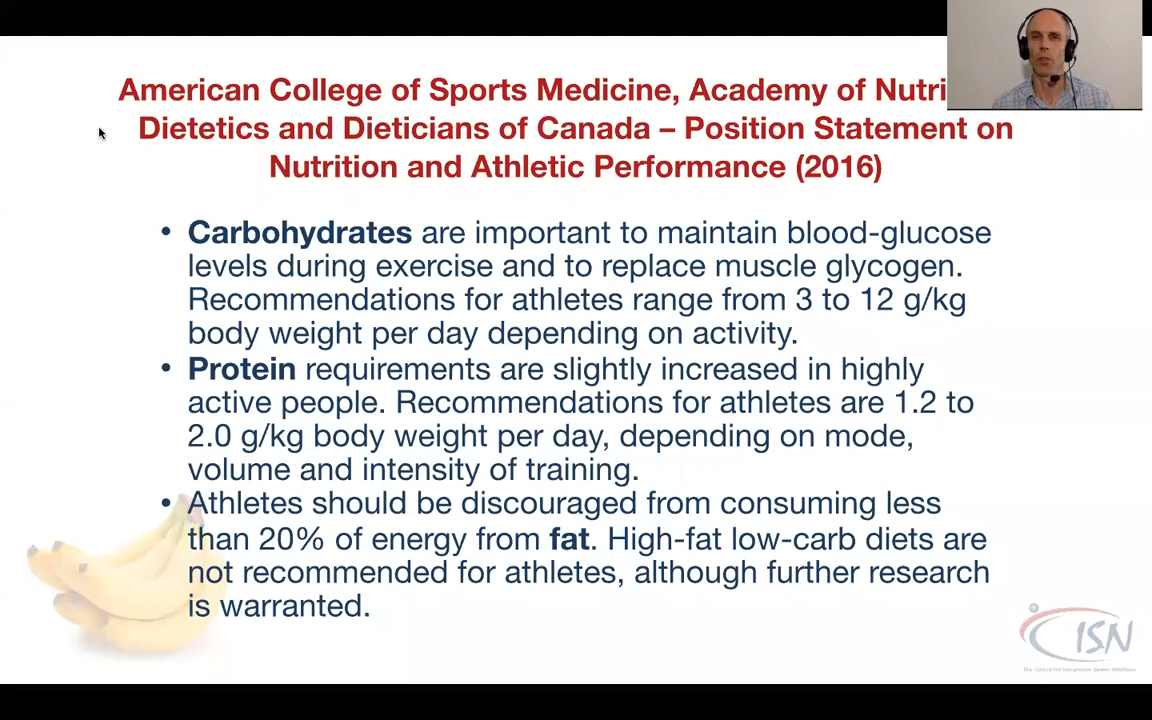 American College of Sports Medicine, Academy of
Dietetics and Dieticians of Canada – Position Statement on
Nutrition and Athletic Performance (2016)
• Carbohydrates are important to maintain blood-glucose
levels during exercise and to replace muscle glycogen.
Recommendations for athletes range from 3 to 12 g/kg
body weight per day depending on activity.
• Protein requirements are slightly increased in highly
active people. Recommendations for athletes are 1.2 to
2.0 g/kg body weight per day, depending on mode,
volume and intensity of training.
• Athletes should be discouraged from consuming less
than 20% of energy from fat. High-fat low-carb diets are
not recommended for athletes, although further research
is warranted.
CISN